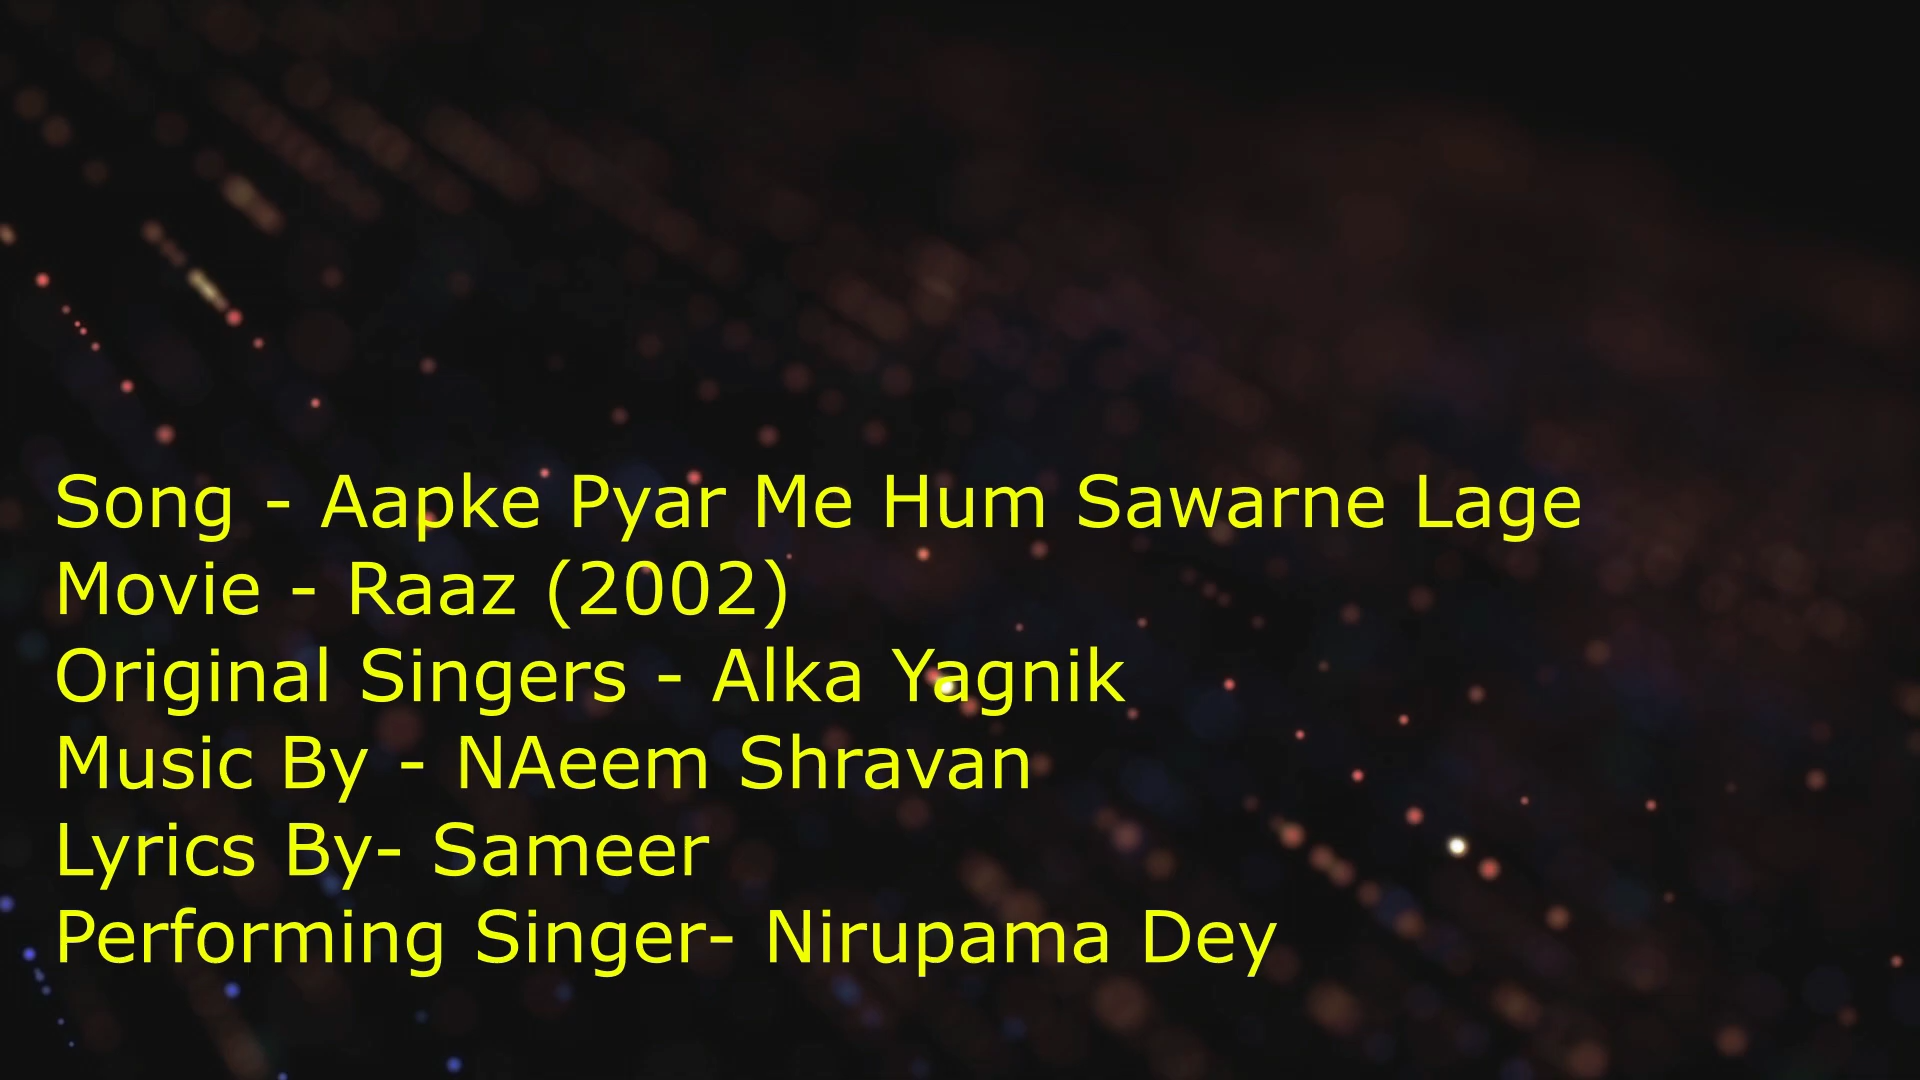 Song - Aapke Pyar Me Hum Sawarne Lage
Movie - Raaz (2002)
Original Singers - Alka Yagnik
Music By - NAeem Shravan
Lyrics By- Sameer
Performing Singer- Nirupama Dey